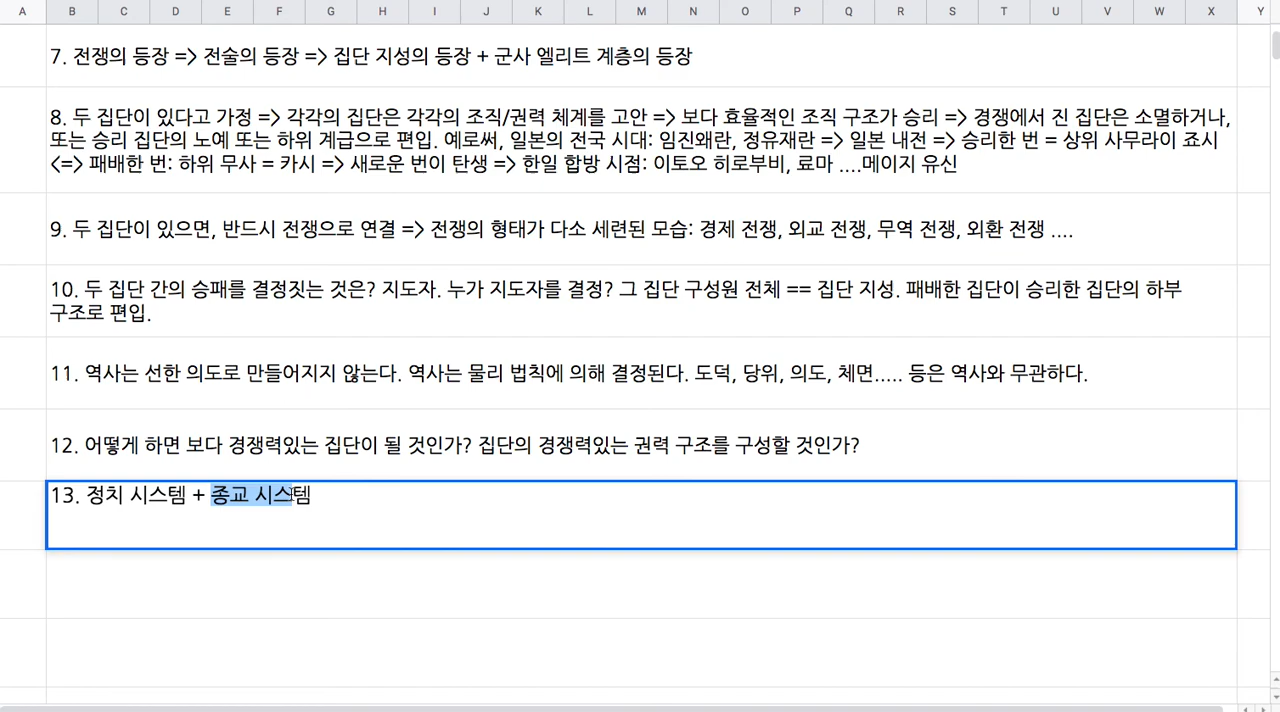 A B C D E F G H I J K L M N O P Q R S T U V W X Y
7. 전쟁의 등장 => 전술의 등장 => 집단 지성의 등장 + 군사 엘리트 계층의 등장
8. 두 집단이 있다고 가정 => 각각의 집단은 각각의 조직/권력 체계를 고안 => 보다 효율적인 조직 구조가 승리 => 경쟁에서 진 집단은 소멸하거나,
또는 승리 집단의 노예 또는 하위 계급으로 편입. 예로써, 일본의 전국 시대: 임진왜란, 정유재란 => 일본 내전 => 승리한 번 = 상위 사무라이 죠시
<=> 패배한 번: 하위 무사 = 카시 => 새로운 번이 탄생 => 한일 합방 시점: 이토오 히로부비, 료마 ....메이지 유신
9. 두 집단이 있으면, 반드시 전쟁으로 연결 => 전쟁의 형태가 다소 세련된 모습: 경제 전쟁, 외교 전쟁, 무역 전쟁, 외환 전쟁 ....
10. 두 집단 간의 승패를 결정짓는 것은? 지도자. 누가 지도자를 결정? 그 집단 구성원 전체 == 집단 지성. 패배한 집단이 승리한 집단의 하부
구조로 편입.
11. 역사는 선한 의도로 만들어지지 않는다. 역사는 물리 법칙에 의해 결정된다. 도덕, 당위, 의도, 체면..... 등은 역사와 무관하다.
12. 어떻게 하면 보다 경쟁력있는 집단이 될 것인가? 집단의 경쟁력있는 권력 구조를 구성할 것인가?
13. 정치 시스템 + 종교 시스템